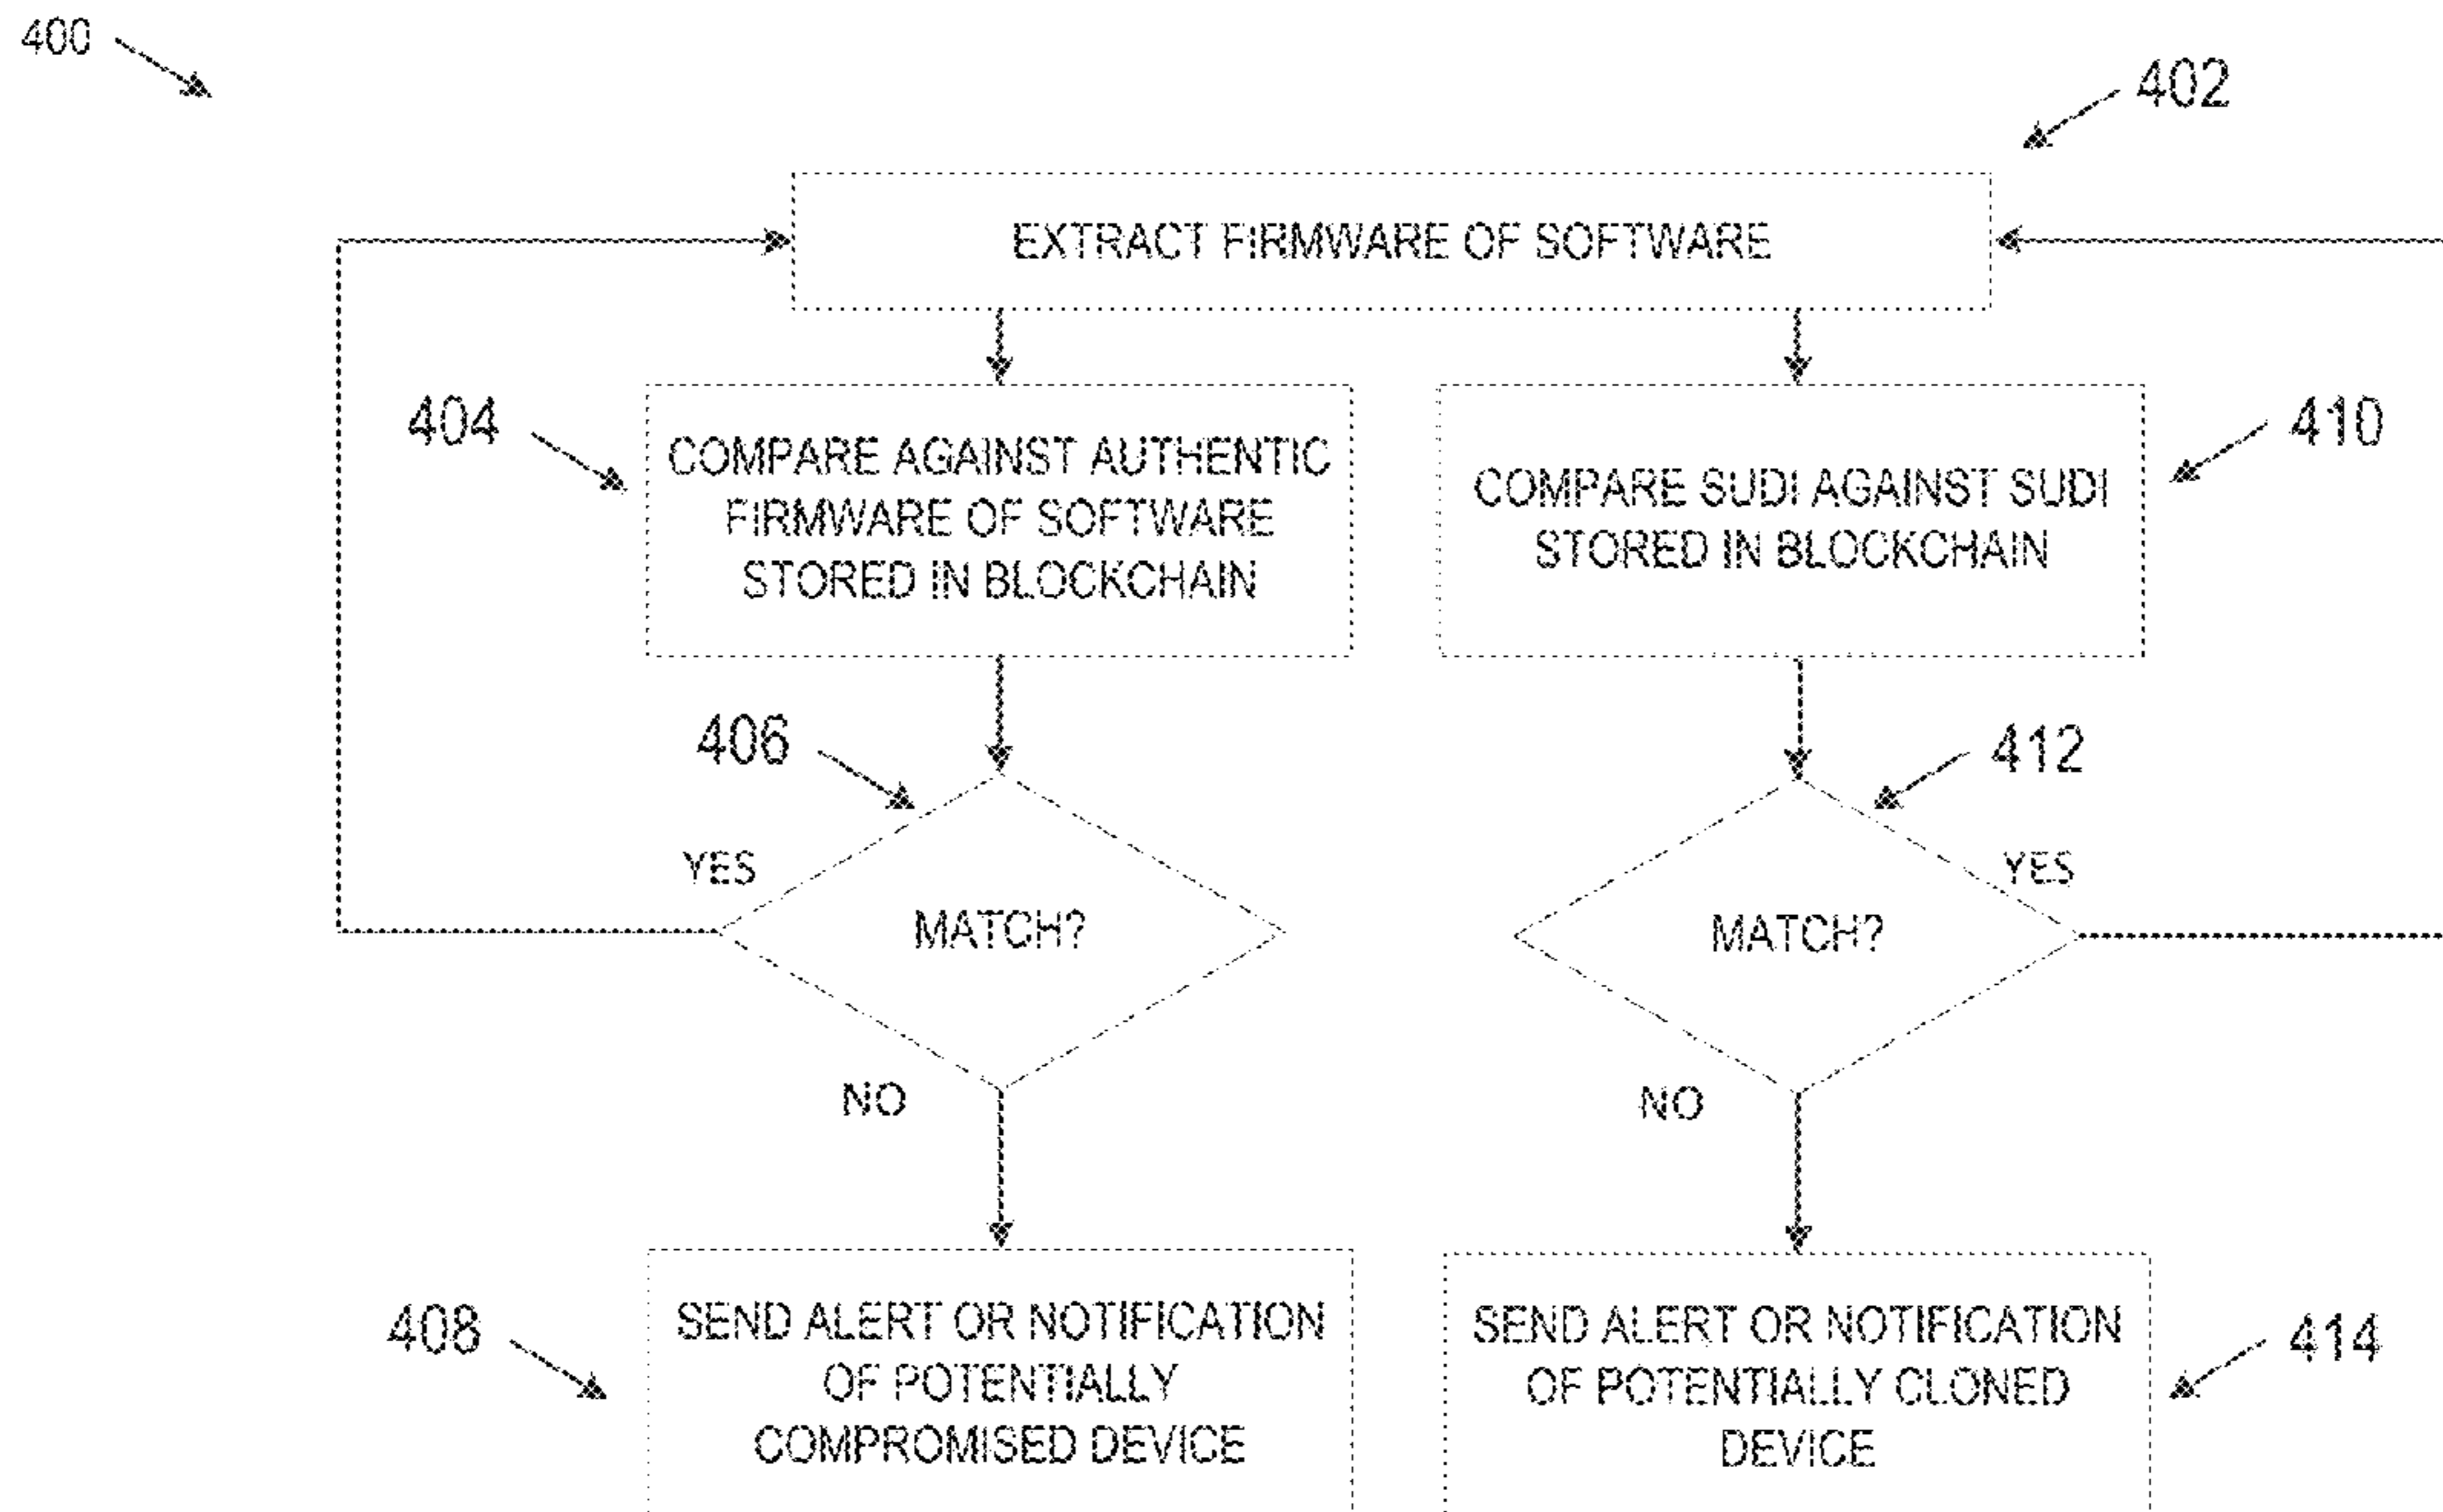 400
402
EXTRACT FIRMWARE OF SOFTWARE
404
COMPARE AGAINST AUTHENTIC
FIRMWARE OF SOFTWARE
STORED IN BLOCKCHAIN
410
COMPARE SUDI AGAINST SUDI
STORED IN BLOCKCHAIN
406
YES
MATCH?
NO
412
YES
MATCH?
NO
408
SEND ALERT OR NOTIFICATION
OF POTENTIALLY
COMPROMISED DEVICE
414
SEND ALERT OR NOTIFICATION
OF POTENTIALLY CLONED
DEVICE